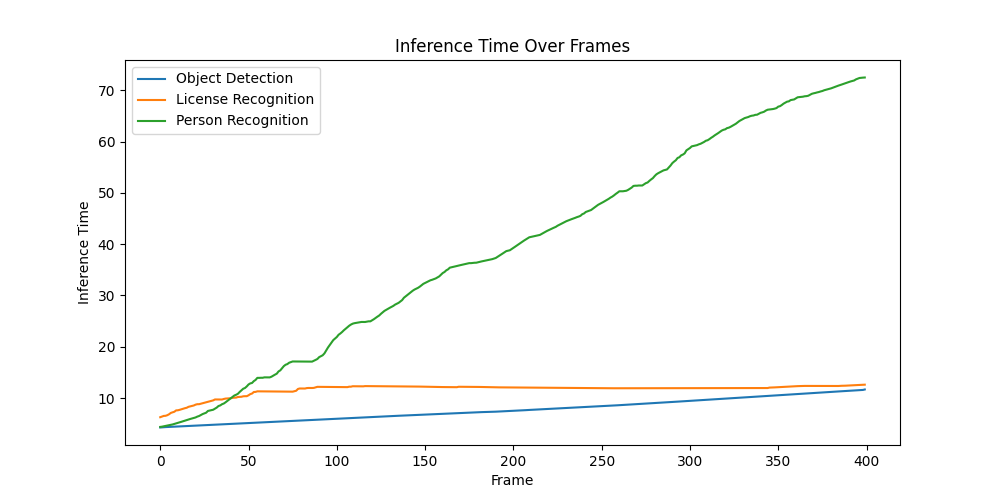 Inference Time Over Frames
Object Detection
License Recognition
Person Recognition
Inference Time
70
60
50
40
30
20
10
0 50 100 150 200 250 300 350 400
Frame